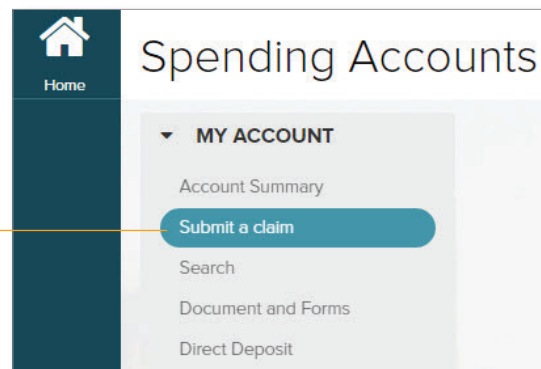 Home
Spending Accounts
MY ACCOUNT
Account Summary
Submit a claim
Search
Document and Forms
Direct Deposit